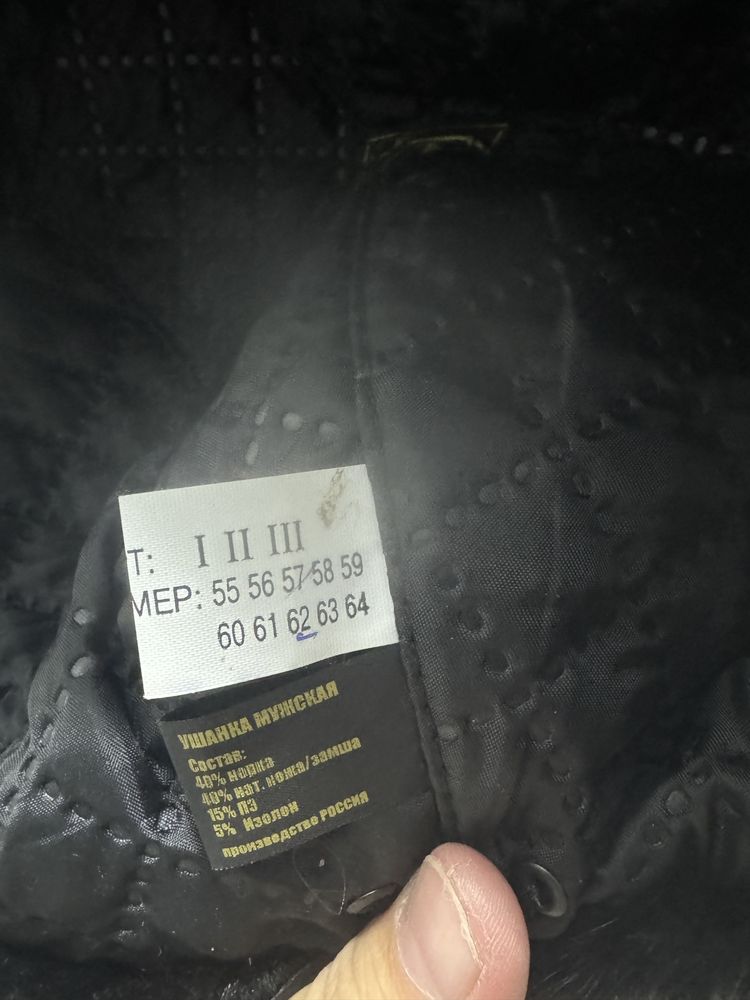 Т: I II III
МЕР: 55 56 57 58 59
60 61 62 63 64
УШАНКА МУЖСКАЯ
Состав:
40% норка
40% нат. кожа/замша
15% ПЭ
5% Изолон
производство РОССИЯ